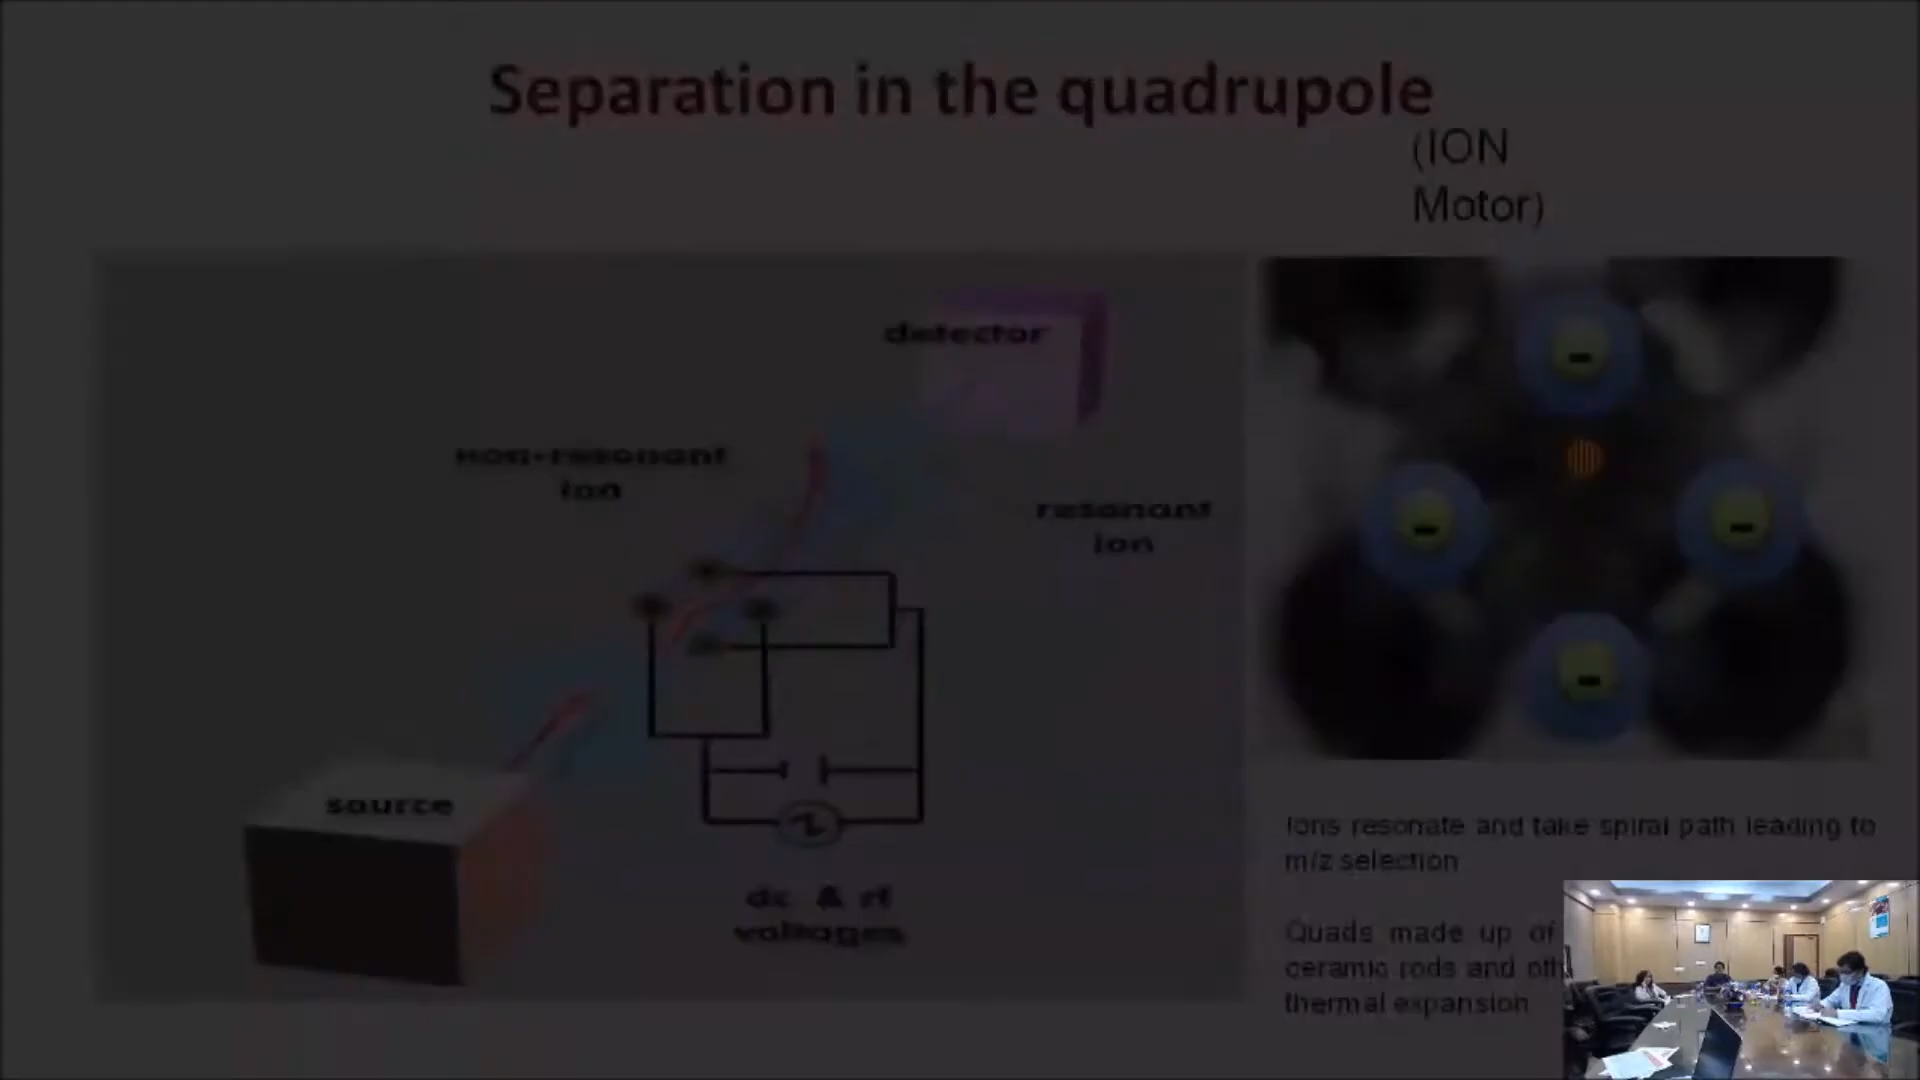 Separation in the quadrupole
(ION
Motor)
detector
non-resonant
ion
resonant
ion
source
dc & rf
voltages
Ions resonate and take spiral path leading to
m/z selection
Quads made up of
ceramic rods and
thermal expansion